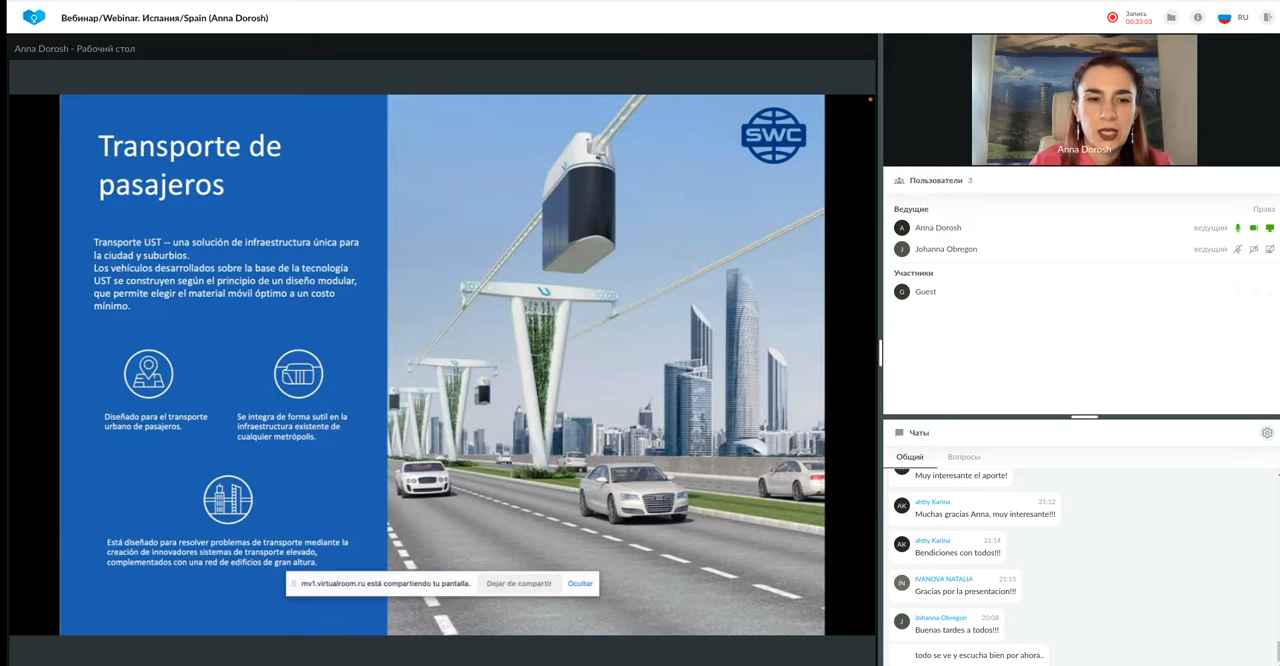 Вебинар/Webinar. Испания/Spain (Anna Dorosh)
Запись
00:33:03
RU
Anna Dorosh - Рабочий стол
Transporte de
pasajeros
Transporte UST -- una solución de infraestructura única para
la ciudad y suburbios.
Los vehículos desarrollados sobre la base de la tecnología
UST se construyen según el principio de un diseño modular,
que permite elegir el material móvil óptimo a un costo
mínimo.
Diseñado para el transporte
urbano de pasajeros.
Se integra de forma sutil en la
infraestructura existente de
cualquier metrópolis.
Está diseñado para resolver problemas de transporte mediante la
creación de innovadores sistemas de transporte elevado,
complementados con una red de edificios de gran altura.
SWC
mv1.virtualroom.ru está compartiendo tu pantalla.
Dejar de compartir
Ocultar
Anna Dorosh
Пользователи 3
Ведущие
Права
A
Anna Dorosh
ведущий
J
Johanna Obregon
ведущий
Участники
G
Guest
Чаты
Общий
Вопросы
Muy interesante el aporte!
AK
ahtty Karina
21:12
Muchas gracias Anna, muy interesante!!!
AK
ahtty Karina
21:14
Bendiciones con todos!!!
IN
IVANOVA NATALIA
21:15
Gracias por la presentacion!!!
J
Johanna Obregon
20:08
Buenas tardes a todos!!!
todo se ve y escucha bien por ahora..